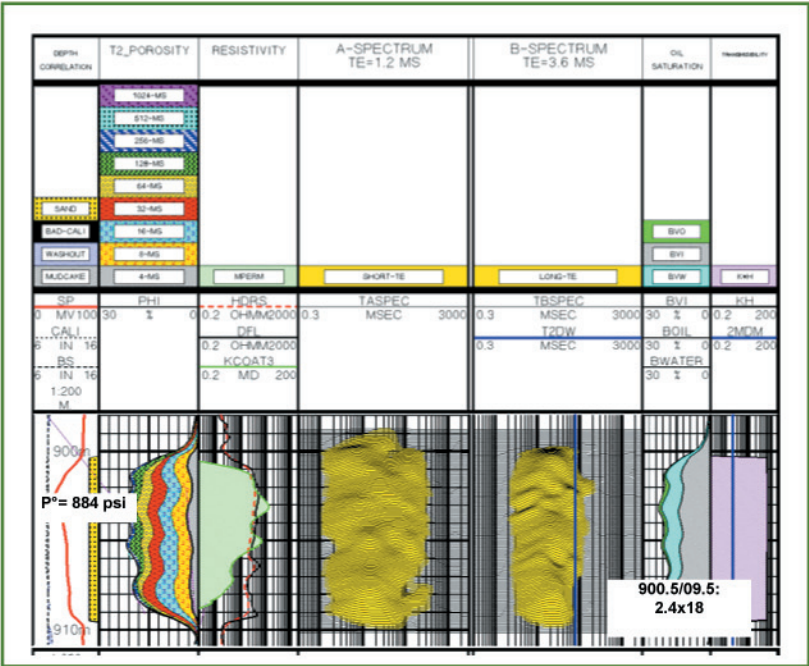 DEPTH CORRELATION
T2_POROSITY
RESISTIVITY
A-SPECTRUM
TE=1.2 MS
B-SPECTRUM
TE=3.6 MS
OIL SATURATION
1024-MS
512-MS
256-MS
128-MS
64-MS
SAND
32-MS
BAD-CALI
16-MS
BVO
WASHOUT
8-MS
BVI
MUDCAKE
4-MS
MPERM
SHORT-TE
LONG-TE
BVW
K*H
SP
0 MV 100
CALI
6 IN 16
BS
6 IN 16
1:200
M
PHI
30 % 0
HDRS
0.2 OHMM 2000
DFL
0.2 OHMM 2000
KCOAT3
0.2 MD 200
TASPEC
0.3 MSEC 3000
TBSPEC
0.3 MSEC 3000
T2DW
0.3 MSEC 3000
BVI
30 % 0
BOIL
30 % 0
BWATER
30 % 0
KH
0.2 200
2MDM
0.2 200
900m
P°= 884 psi
900.5/09.5:
2.4x18
910m